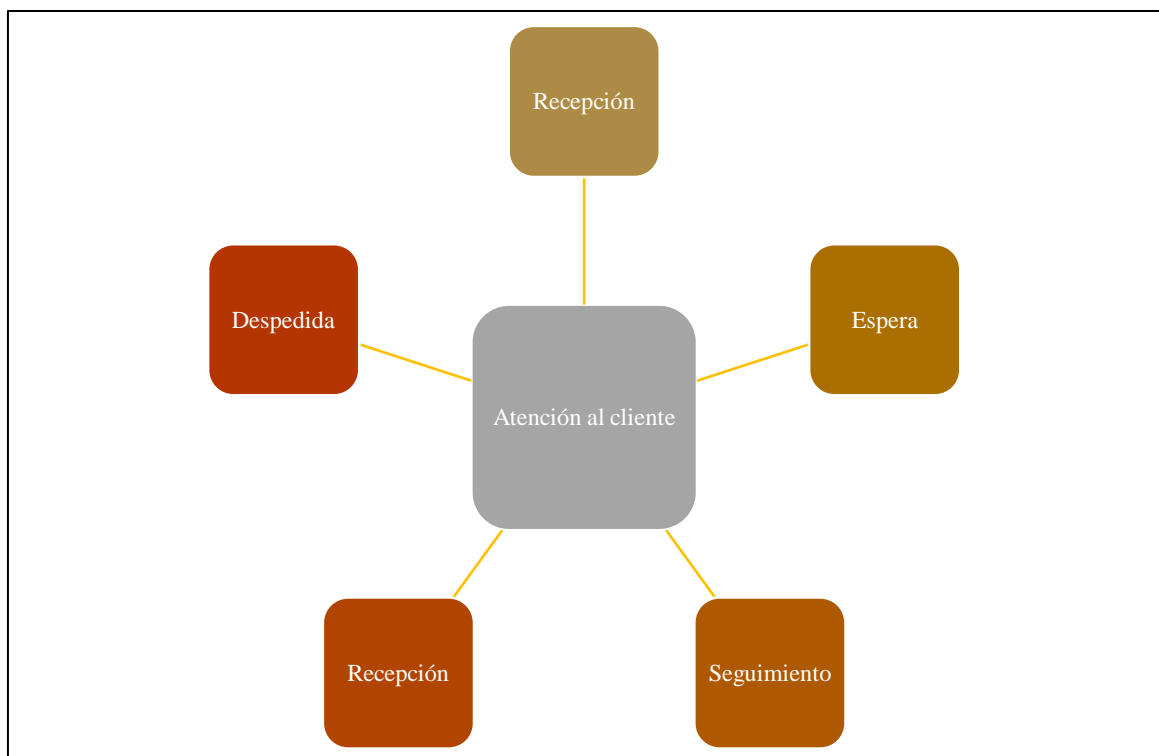 Recepción
Despedida
Espera
Atención al cliente
Recepción
Seguimiento